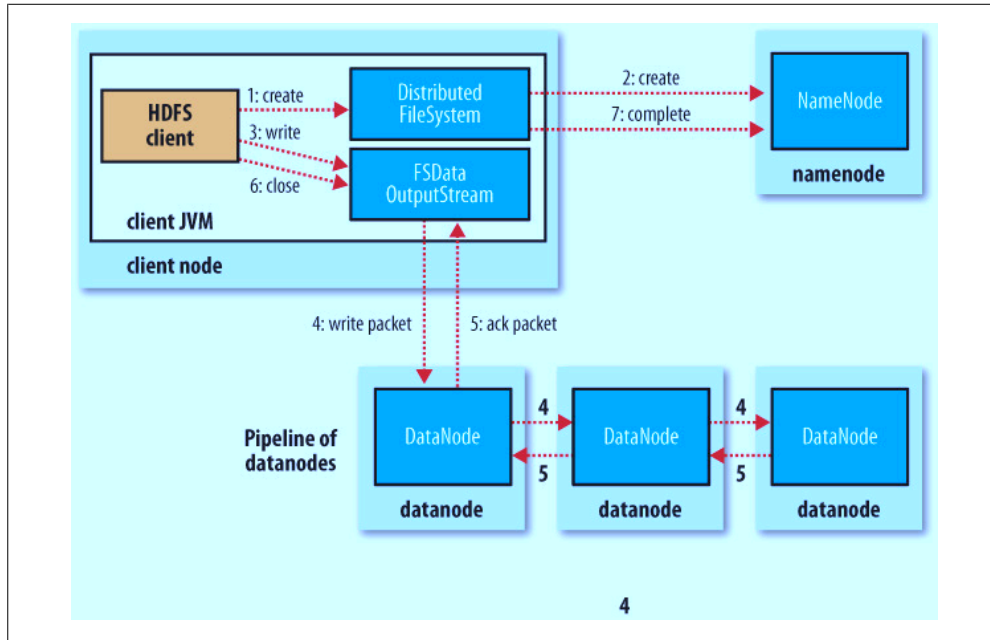 HDFS
client
1: create
3: write
6: close
Distributed
FileSystem
FSData
OutputStream
client JVM
client node
2: create
7: complete
NameNode
namenode
4: write packet
5: ack packet
Pipeline of
datanodes
DataNode
datanode
4
5
DataNode
datanode
4
5
DataNode
datanode
4